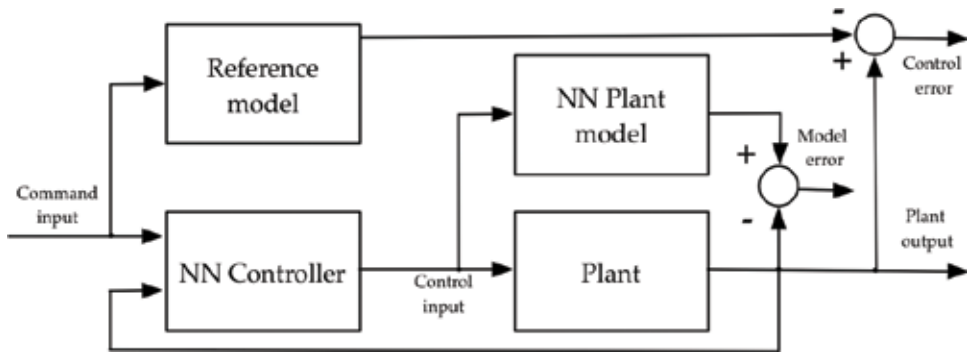 -
Reference
model
+
Control
error
NN Plant
model
+
Model
error
Command
input
-
Plant
output
NN Controller
Control
input
Plant